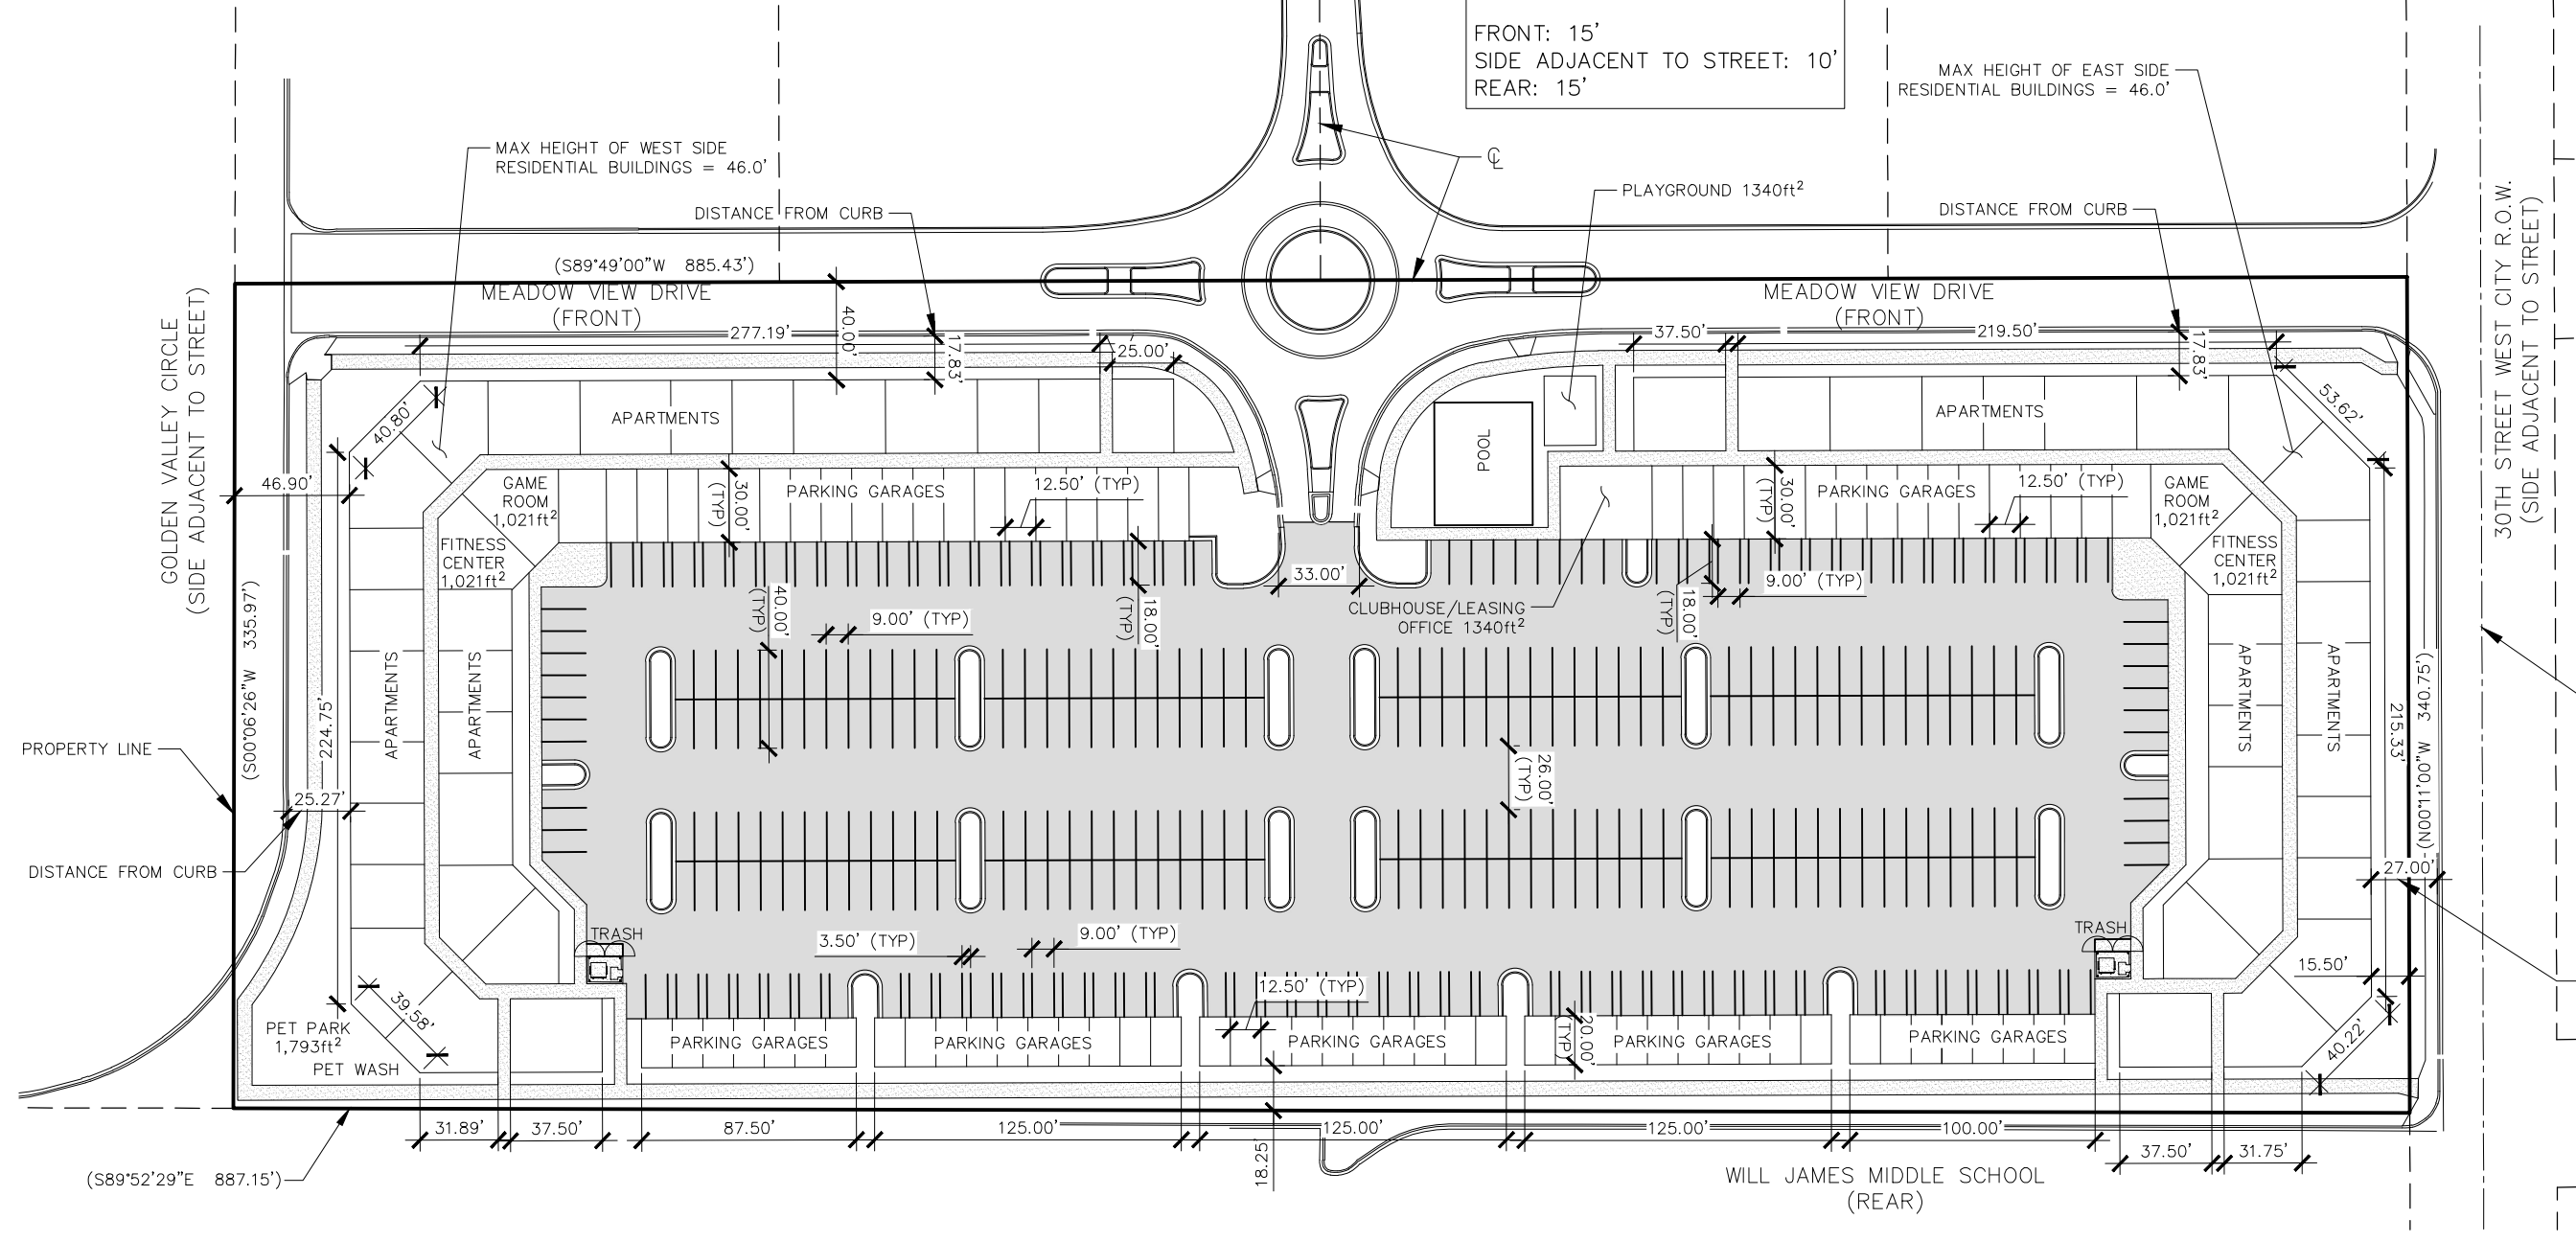 FRONT: 15'
SIDE ADJACENT TO STREET: 10'
REAR: 15'
MAX HEIGHT OF EAST SIDE
RESIDENTIAL BUILDINGS = 46.0'
MAX HEIGHT OF WEST SIDE
RESIDENTIAL BUILDINGS = 46.0'
℄
PLAYGROUND 1340ft²
DISTANCE FROM CURB
DISTANCE FROM CURB
(S89°49'00"W 885.43')
MEADOW VIEW DRIVE
(FRONT)
MEADOW VIEW DRIVE
(FRONT)
GOLDEN VALLEY CIRCLE
(SIDE ADJACENT TO STREET)
30TH STREET WEST CITY R.O.W.
(SIDE ADJACENT TO STREET)
277.19'
40.00'
17.83'
25.00'
37.50'
219.50'
17.83'
40.80'
APARTMENTS
APARTMENTS
53.62'
POOL
46.90'
GAME
ROOM
1,021ft²
30.00'
(TYP)
PARKING GARAGES
12.50' (TYP)
30.00'
(TYP)
PARKING GARAGES
12.50' (TYP)
GAME
ROOM
1,021ft²
FITNESS
CENTER
1,021ft²
FITNESS
CENTER
1,021ft²
33.00'
CLUBHOUSE/LEASING
OFFICE 1340ft²
9.00' (TYP)
18.00'
(TYP)
40.00'
(TYP)
9.00' (TYP)
18.00'
(TYP)
(S00°06'26"W 335.97')
224.75'
APARTMENTS
APARTMENTS
APARTMENTS
APARTMENTS
215.33'
(N00°11'00"W 340.75')
PROPERTY LINE
26.00'
(TYP)
25.27'
DISTANCE FROM CURB
27.00'
TRASH
3.50' (TYP)
9.00' (TYP)
TRASH
15.50'
39.58'
12.50' (TYP)
20.00'
(TYP)
40.22'
PET PARK
1,793ft²
PET WASH
PARKING GARAGES
PARKING GARAGES
PARKING GARAGES
PARKING GARAGES
PARKING GARAGES
31.89'
37.50'
87.50'
125.00'
125.00'
125.00'
100.00'
37.50'
31.75'
18.25'
(S89°52'29"E 887.15')
WILL JAMES MIDDLE SCHOOL
(REAR)